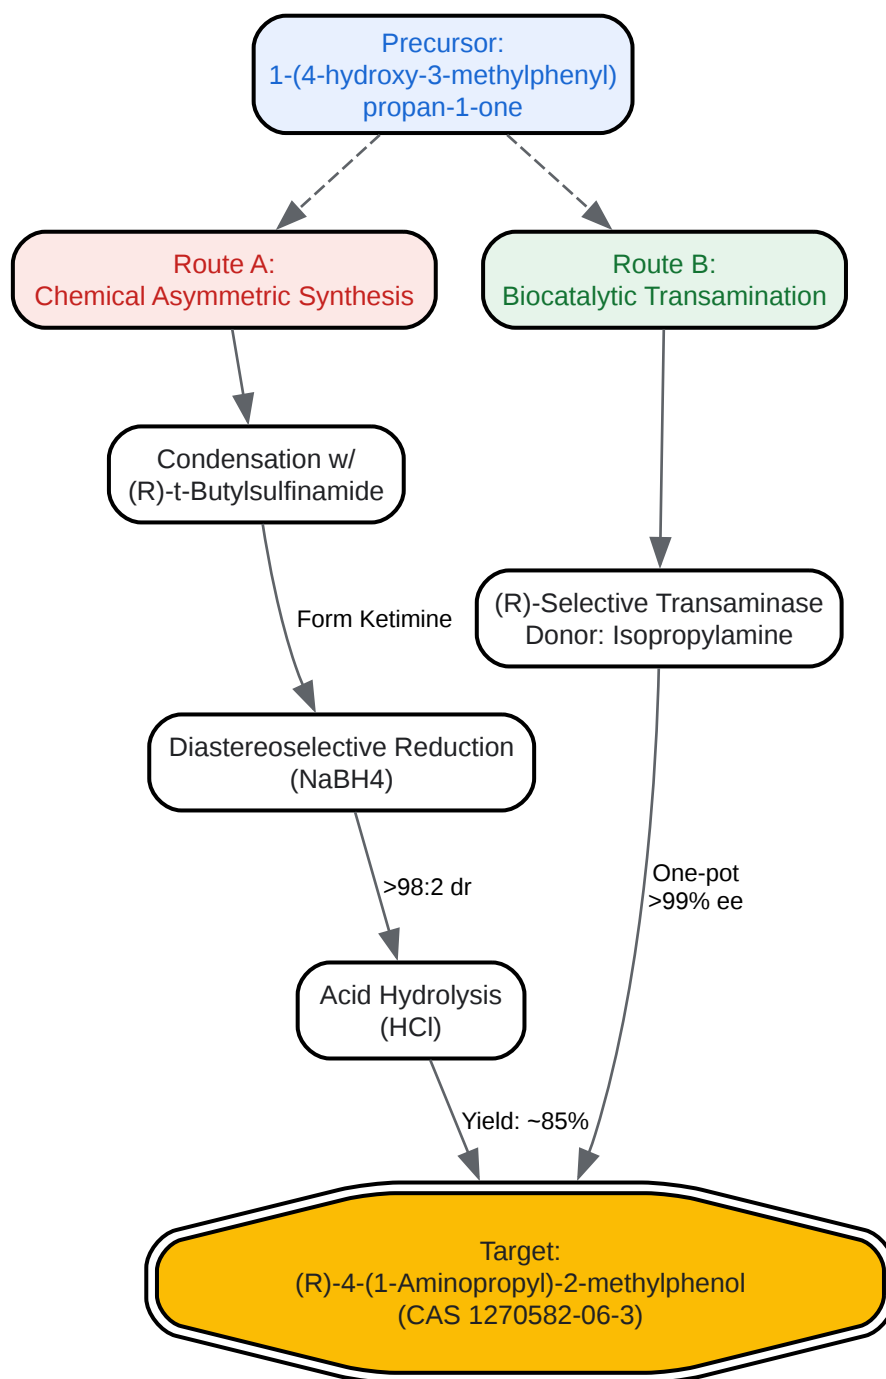 Precursor:
1-(4-hydroxy-3-methylphenyl)
propan-1-one
Route A:
Chemical Asymmetric Synthesis
Route B:
Biocatalytic Transamination
Condensation w/
(R)-t-Butylsulfinamide
Form Ketimine
(R)-Selective Transaminase
Donor: Isopropylamine
Diastereoselective Reduction
(NaBH4)
>98:2 dr
One-pot
>99% ee
Acid Hydrolysis
(HCl)
Yield: ~85%
Target:
(R)-4-(1-Aminopropyl)-2-methylphenol
(CAS 1270582-06-3)